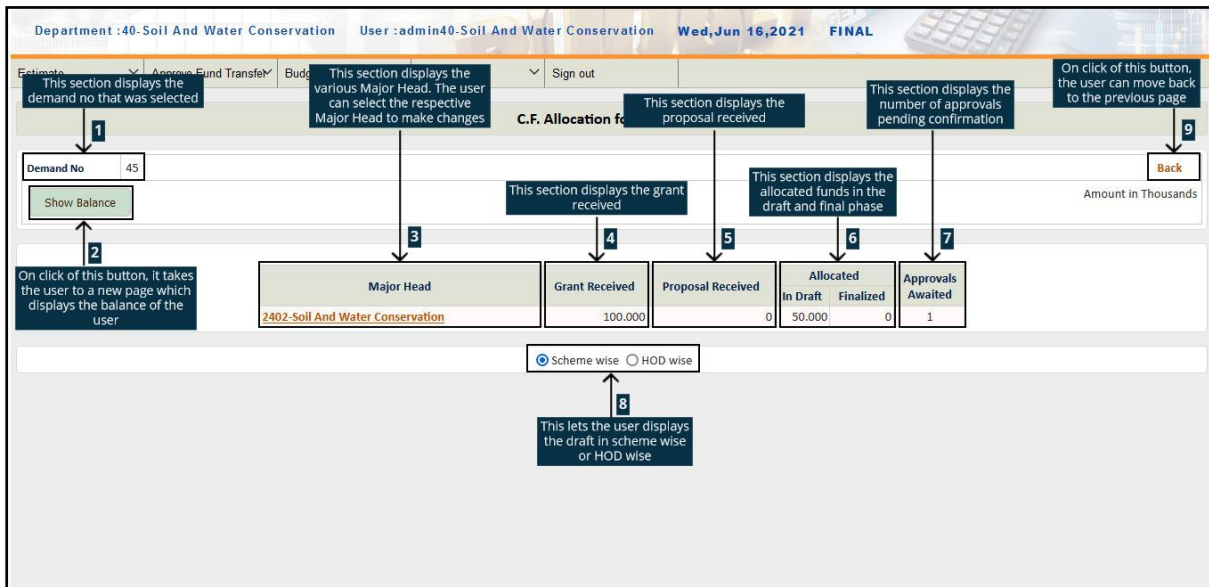 Department :40-Soil And Water Conservation User :admin40-Soil And Water Conservation Wed,Jun 16,2021 FINAL
Estimate Approve Fund Transfer Sign out
This section displays the
demand no that was selected
1
This section displays the
various Major Head. The user
can select the respective
Major Head to make changes
This section displays the
proposal received
This section displays the
number of approvals
pending confirmation
On click of this button,
the user can move back
to the previous page
9
C.F. Allocation
Demand No 45
Back
Show Balance
Amount in Thousands
This section displays the grant
received
This section displays the
allocated funds in the
draft and final phase
2
On click of this button, it takes
the user to a new page which
displays the balance of the
user
3
4
5
6
7
Major Head Grant Received Proposal Received Allocated Approvals Awaited
In Draft Finalized
2402-Soil And Water Conservation 100.000 0 50.000 0 1
Scheme wise HOD wise
8
This lets the user displays
the draft in scheme wise
or HOD wise